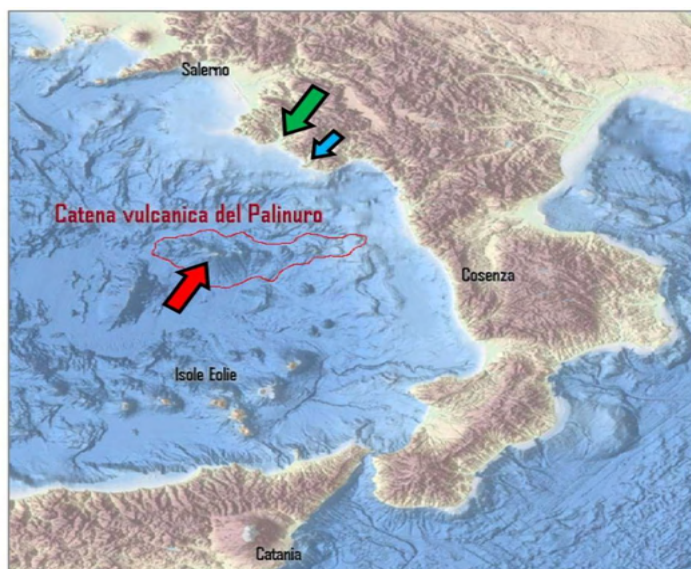 Salerno
Catena vulcanica del Palinuro
Cosenza
Isole Eolie
Catania